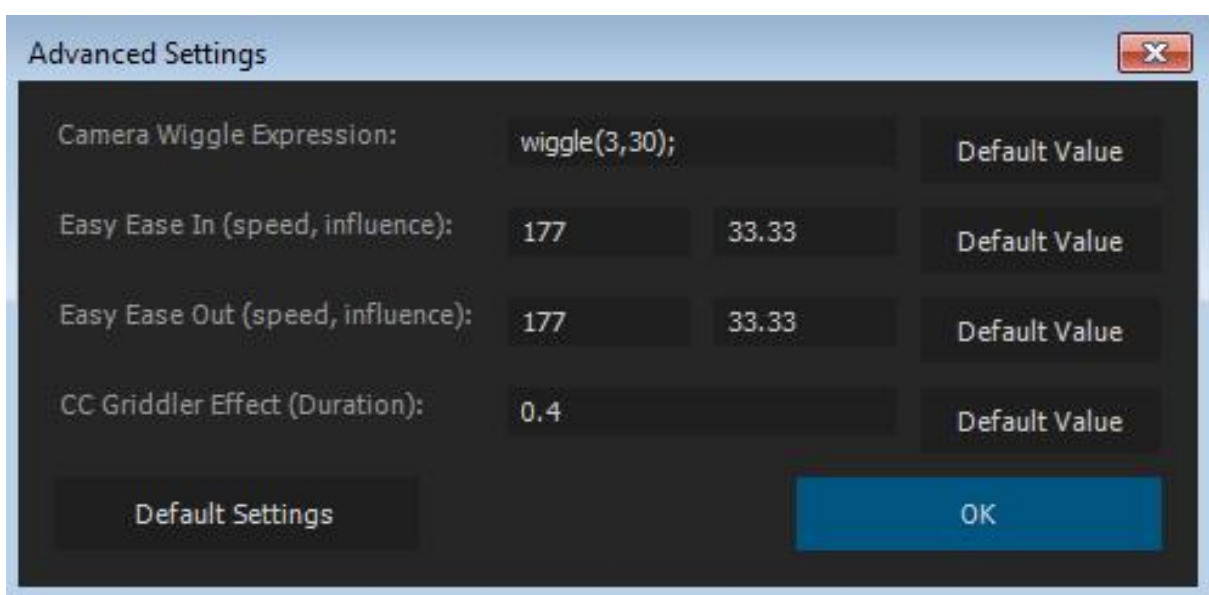 Advanced Settings
Camera Wiggle Expression: wiggle(3,30); Default Value
Easy Ease In (speed, influence): 177 33.33 Default Value
Easy Ease Out (speed, influence): 177 33.33 Default Value
CC Griddler Effect (Duration): 0.4 Default Value
Default Settings OK